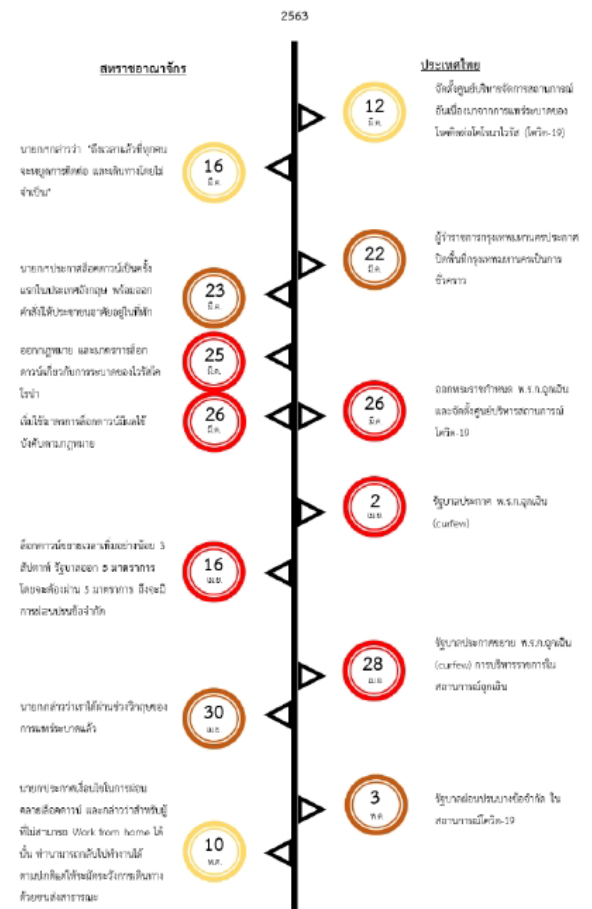 2563
สหราชอาณาจักร
ประเทศไทย
12
มี.ค.
จัดตั้งศูนย์บริหารจัดการสถานการณ์
อันเนื่องมาจากการแพร่ระบาดของ
โรคติดต่อโคโรนาไวรัส (โควิด-19)
นายกฯกล่าวว่า "ถึงเวลาแล้วที่ทุกคน
จะหยุดการติดต่อ และเดินทางโดยไม่
จำเป็น"
16
มี.ค.
22
มี.ค.
ผู้ว่าราชการกรุงเทพมหานครประกาศ
ปิดพื้นที่กรุงเทพมหานครเป็นการ
ชั่วคราว
นายกฯประกาศล็อคดาวน์เป็นครั้ง
แรกในประเทศอังกฤษ พร้อมออก
คำสั่งให้ประชาชนอาศัยอยู่ในที่พัก
23
มี.ค.
ออกกฎหมาย และมาตรการล็อก
ดาวน์เกี่ยวกับการระบาดของไวรัสโค
โรน่า
25
มี.ค.
เริ่มใช้มาตรการล็อกดาวน์มีผลใช้
บังคับตามกฎหมาย
26
มี.ค.
26
มี.ค.
ออกพระราชกำหนด พ.ร.ก.ฉุกเฉิน
และจัดตั้งศูนย์บริหารสถานการณ์
โควิด-19
2
เม.ย.
รัฐบาลประกาศ พ.ร.ก.ฉุกเฉิน
(curfew)
ล็อกดาวน์ขยายเวลาเพิ่มอย่างน้อย 3
สัปดาห์ รัฐบาลออก 5 มาตราการ
โดยจะต้องผ่าน 5 มาตราการ ถึงจะมี
การผ่อนปรนข้อจำกัด
16
เม.ย.
28
เม.ย.
รัฐบาลประกาศขยาย พ.ร.ก.ฉุกเฉิน
(curfew) การบริหารราชการใน
สถานการณ์ฉุกเฉิน
นายกฯกล่าวว่าเราได้ผ่านช่วงวิกฤษของ
การแพร่ระบาดแล้ว
30
เม.ย.
3
พ.ค.
รัฐบาลผ่อนปรนบางข้อจำกัด ใน
สถานการณ์โควิด-19
นายกฯประกาศเงื่อนไขในการผ่อน
คลายล็อคดาวน์ และกล่าวว่าสำหรับผู้
ที่ไม่สามารถ Work from home ได้
นั้น ท่านสามารถกลับไปทำงานได้
ตามปกติแต่ให้ระมัดระวังการเดินทาง
ด้วยขนส่งสาธารณะ
10
พ.ค.